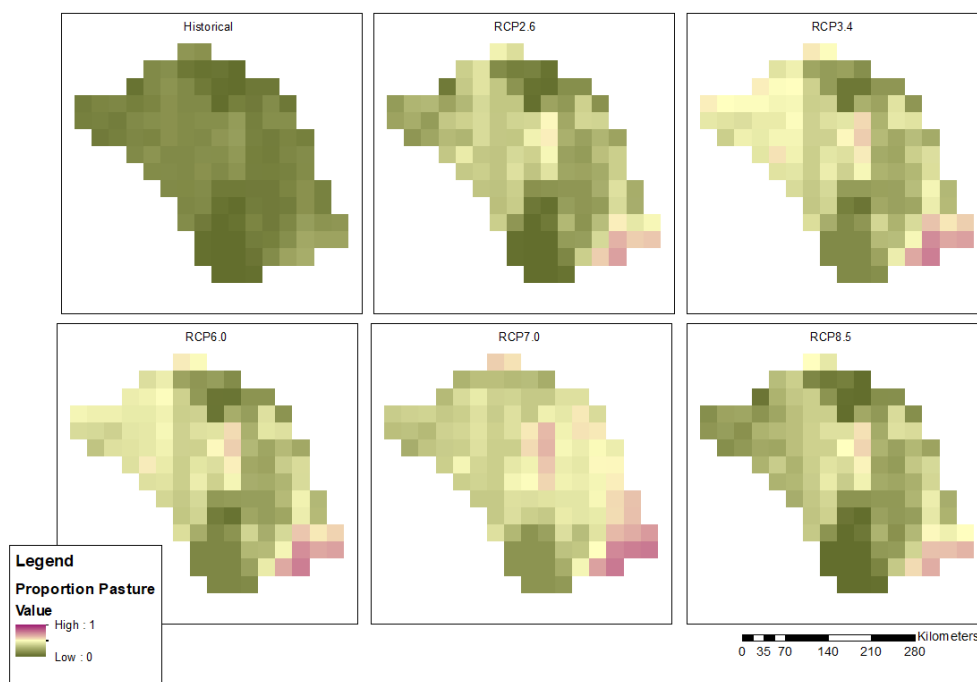 Historical
RCP2.6
RCP3.4
RCP6.0
RCP7.0
RCP8.5
Legend
Proportion Pasture
Value
High : 1
Low : 0
Kilometers
0 35 70 140 210 280